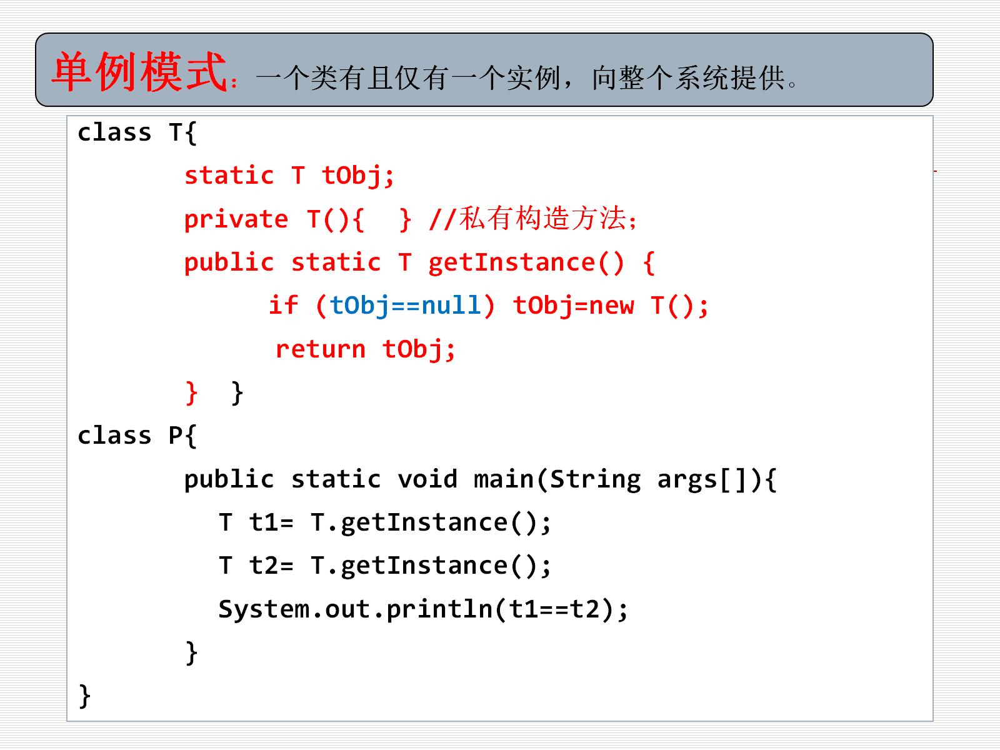 单例模式：一个类有且仅有一个实例，向整个系统提供。
class T{
static T tObj;
private T(){  } //私有构造方法；
public static T getInstance() {
if (tObj==null) tObj=new T();
return tObj;
}  }
class P{
public static void main(String args[]){
T t1= T.getInstance();
T t2= T.getInstance();
System.out.println(t1==t2);
}
}